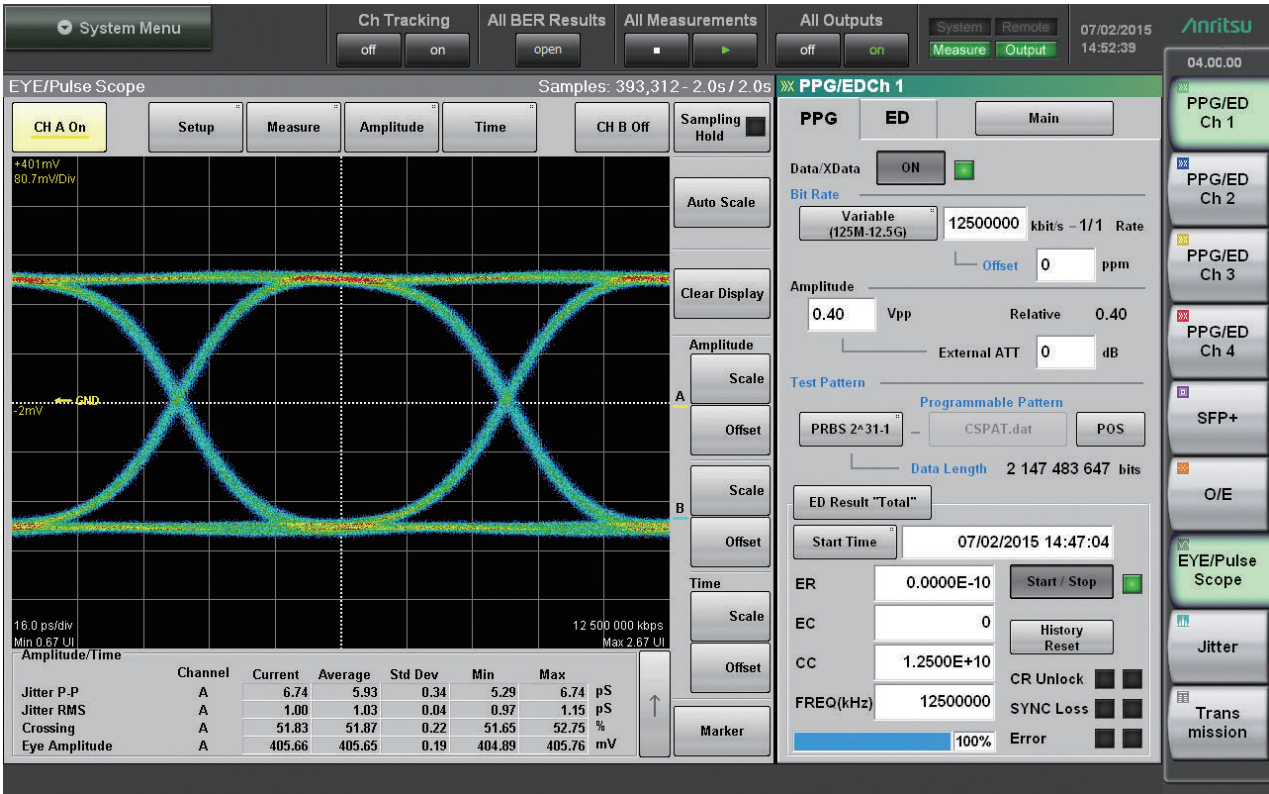 System Menu
Ch Tracking
off on
All BER Results
open
All Measurements
All Outputs
off on
System Remote
Measure Output
07/02/2015
14:52:39
Anritsu
04.00.00
EYE/Pulse Scope
Samples: 393,312 - 2.0s / 2.0s
CH A On
Setup
Measure
Amplitude
Time
CH B Off
Sampling
Hold
+401mV
80.7mV/Div
GND
-2mV
16.0 ps/div
Min 0.67 UI
12 500 000 kbps
Max 2.67 UI
Auto Scale
Clear Display
Amplitude
A
Scale
Offset
B
Scale
Offset
Time
Scale
Offset
Marker
Amplitude/Time
Channel Current Average Std Dev Min Max
Jitter P-P A 6.74 5.93 0.34 5.29 6.74 pS
Jitter RMS A 1.00 1.03 0.04 0.97 1.15 pS
Crossing A 51.83 51.87 0.22 51.65 52.75 %
Eye Amplitude A 405.66 405.65 0.19 404.89 405.76 mV
PPG/EDCh 1
PPG
ED
Main
Data/XData ON
Bit Rate
Variable
(125M-12.5G)
12500000 kbit/s - 1/1 Rate
Offset 0 ppm
Amplitude
0.40 Vpp Relative 0.40
External ATT 0 dB
Test Pattern
Programmable Pattern
PRBS 2^31-1 - CSPAT.dat POS
Data Length 2 147 483 647 bits
ED Result "Total"
Start Time 07/02/2015 14:47:04
ER 0.0000E-10 Start / Stop
EC 0
History
Reset
CC 1.2500E+10
CR Unlock
FREQ(kHz) 12500000
SYNC Loss
100%
Error
PPG/ED
Ch 1
PPG/ED
Ch 2
PPG/ED
Ch 3
PPG/ED
Ch 4
SFP+
O/E
EYE/Pulse
Scope
Jitter
Trans
mission